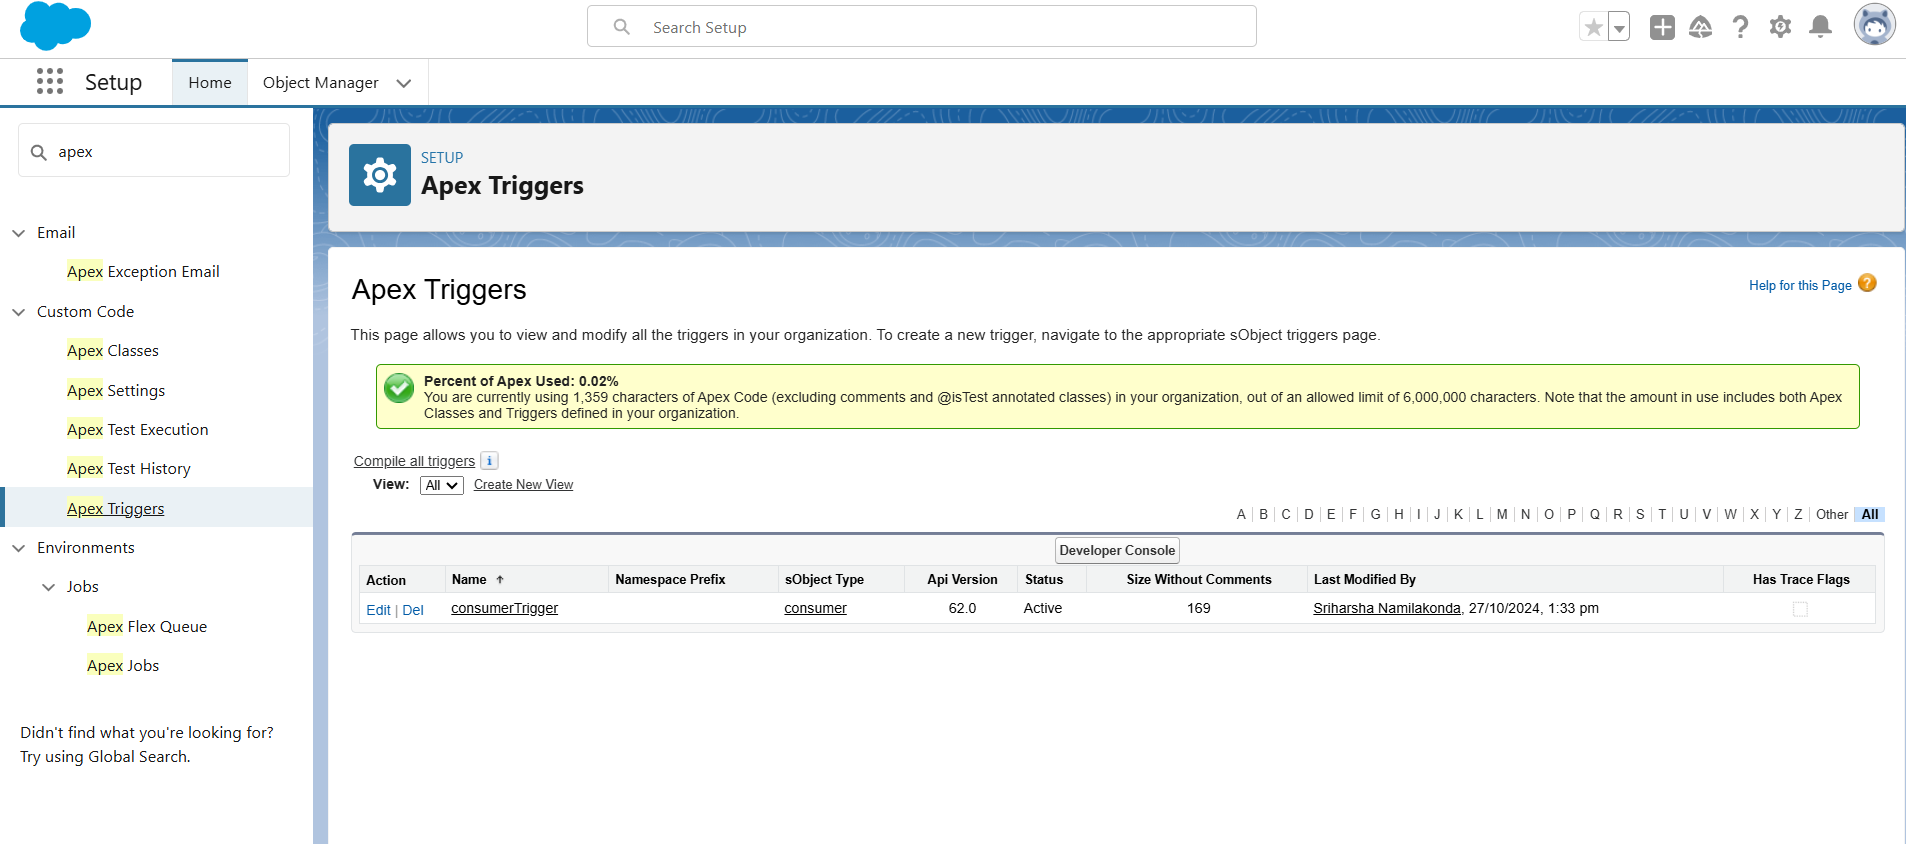 Search Setup
Setup
Home
Object Manager
apex
Email
Apex Exception Email
Custom Code
Apex Classes
Apex Settings
Apex Test Execution
Apex Test History
Apex Triggers
Environments
Jobs
Apex Flex Queue
Apex Jobs
Didn't find what you're looking for?
Try using Global Search.
SETUP
Apex Triggers
Apex Triggers
Help for this Page ?
This page allows you to view and modify all the triggers in your organization. To create a new trigger, navigate to the appropriate sObject triggers page.
Percent of Apex Used: 0.02%
You are currently using 1,359 characters of Apex Code (excluding comments and @isTest annotated classes) in your organization, out of an allowed limit of 6,000,000 characters. Note that the amount in use includes both Apex
Classes and Triggers defined in your organization.
Compile all triggers i
View: All Create New View
A | B | C | D | E | F | G | H | I | J | K | L | M | N | O | P | Q | R | S | T | U | V | W | X | Y | Z | Other | All
Developer Console
Action Name ↑ Namespace Prefix sObject Type Api Version Status Size Without Comments Last Modified By Has Trace Flags
Edit | Del consumerTrigger consumer 62.0 Active 169 Sriharsha Namilakonda, 27/10/2024, 1:33 pm